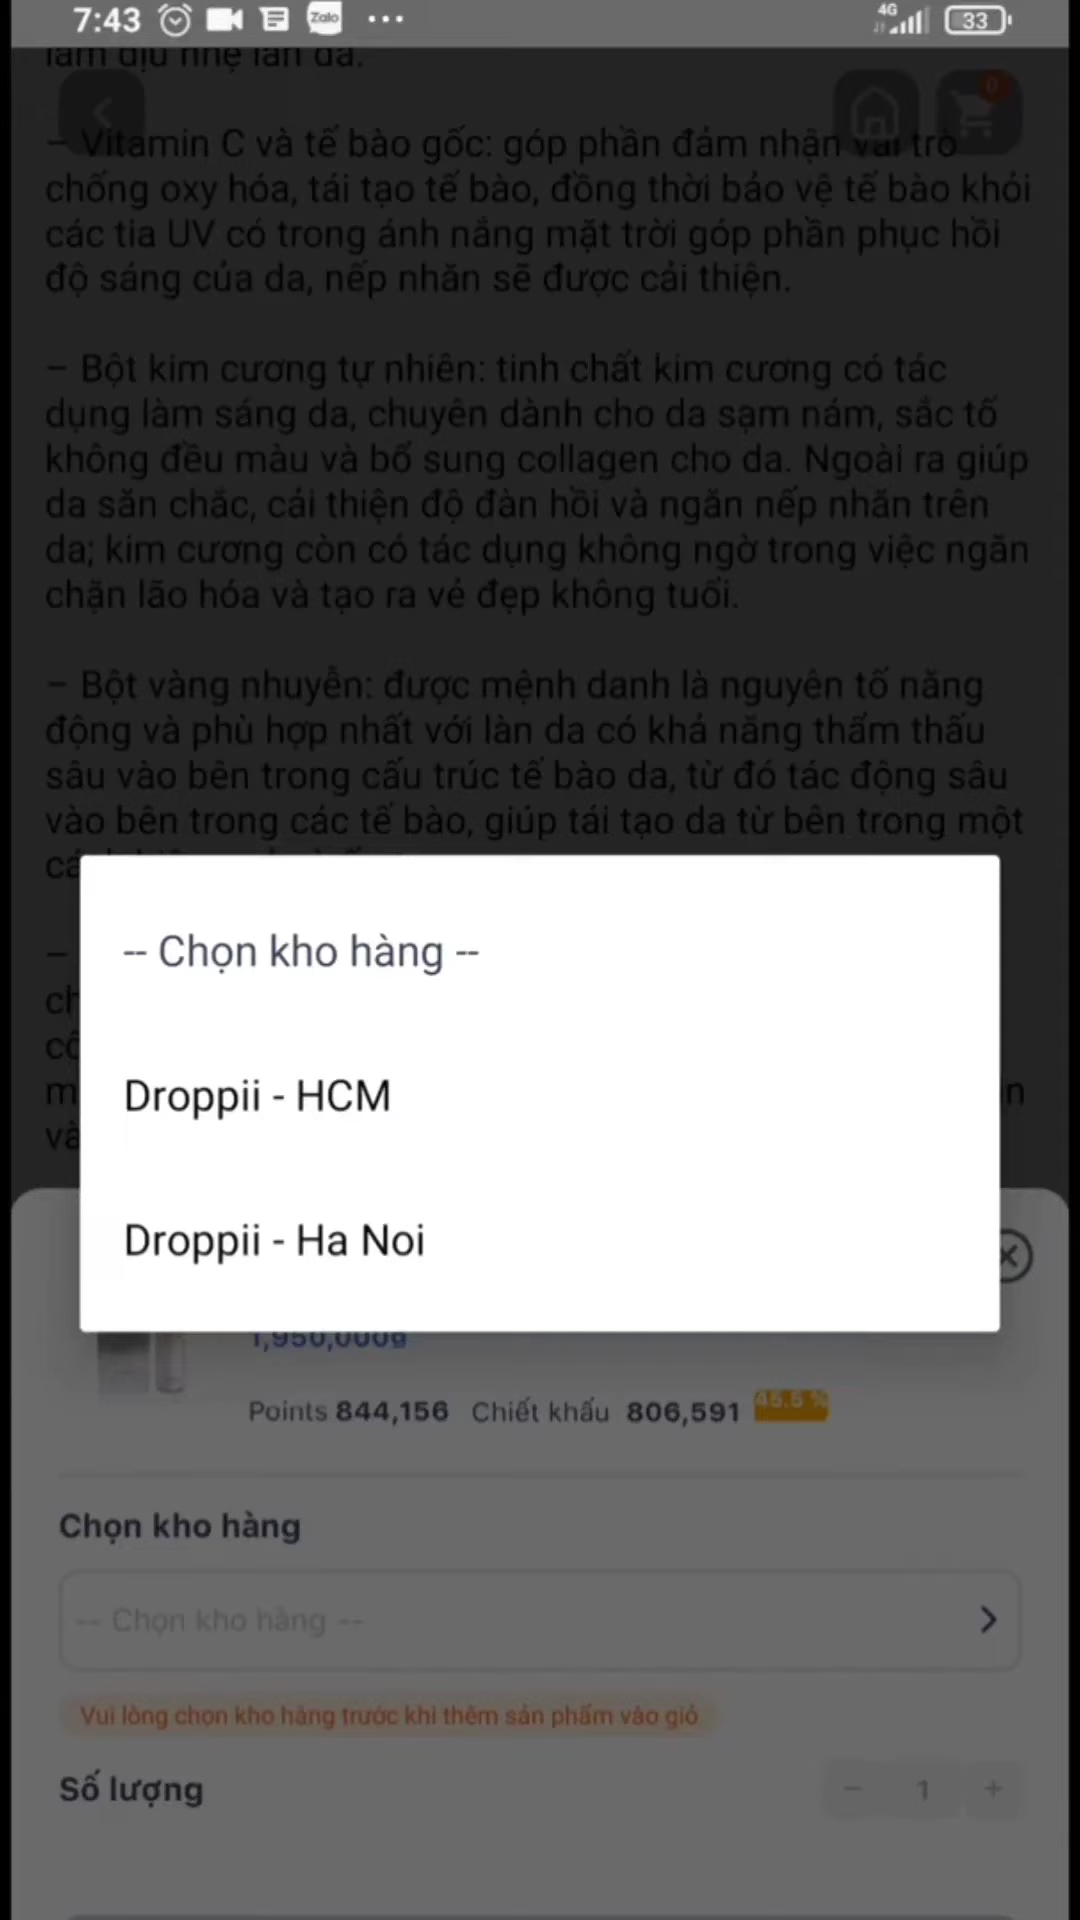 7:43
Zalo
4G
33
làm dịu nhẹ làn da.
0
– Vitamin C và tế bào gốc: góp phần đảm nhận vai trò
chống oxy hóa, tái tạo tế bào, đồng thời bảo vệ tế bào khỏi
các tia UV có trong ánh nắng mặt trời góp phần phục hồi
độ sáng của da, nếp nhăn sẽ được cải thiện.
– Bột kim cương tự nhiên: tinh chất kim cương có tác
dụng làm sáng da, chuyên dành cho da sạm nám, sắc tố
không đều màu và bổ sung collagen cho da. Ngoài ra giúp
da săn chắc, cải thiện độ đàn hồi và ngăn nếp nhăn trên
da; kim cương còn có tác dụng không ngờ trong việc ngăn
chặn lão hóa và tạo ra vẻ đẹp không tuổi.
– Bột vàng nhuyễn: được mệnh danh là nguyên tố năng
động và phù hợp nhất với làn da có khả năng thẩm thấu
sâu vào bên trong cấu trúc tế bào da, từ đó tác động sâu
vào bên trong các tế bào, giúp tái tạo da từ bên trong một
-- Chọn kho hàng --
Droppii - HCM
Droppii - Ha Noi
1,950,000đ
Points 844,156 Chiết khấu 806,591 45.5 %
Chọn kho hàng
-- Chọn kho hàng --
Vui lòng chọn kho hàng trước khi thêm sản phẩm vào giỏ
Số lượng
− 1 +